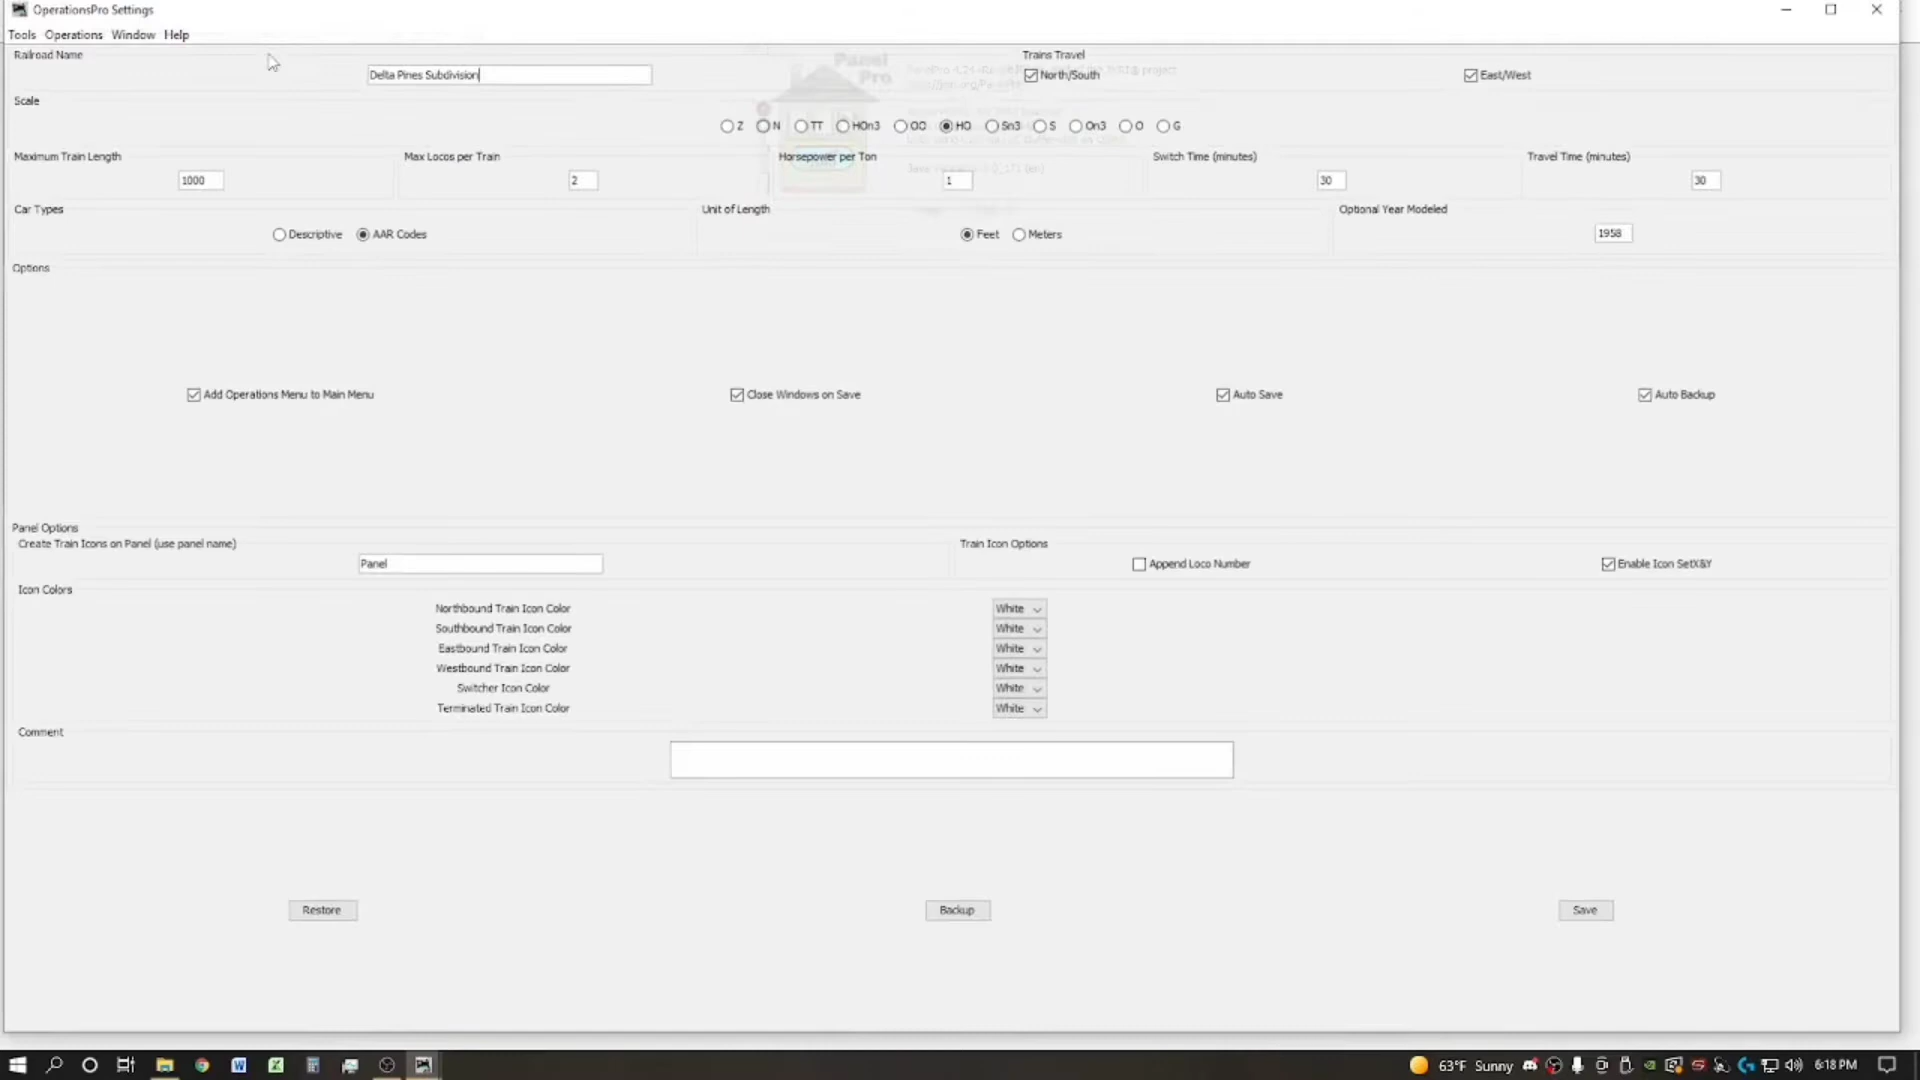 OperationsPro Settings
Tools Operations Window Help
Railroad Name
Delta Pines Subdivision
Trains Travel
North/South
East/West
Scale
Z N TT HOn3 OO HO Sn3 S On3 O G
Maximum Train Length
1000
Max Locos per Train
2
Horsepower per Ton
1
Switch Time (minutes)
30
Travel Time (minutes)
30
Car Types
Descriptive AAR Codes
Unit of Length
Feet Meters
Optional Year Modeled
1958
Options
Add Operations Menu to Main Menu
Close Windows on Save
Auto Save
Auto Backup
Panel Options
Create Train Icons on Panel (use panel name)
Panel
Train Icon Options
Append Loco Number
Enable Icon SetX&Y
Icon Colors
Northbound Train Icon Color White
Southbound Train Icon Color White
Eastbound Train Icon Color White
Westbound Train Icon Color White
Switcher Icon Color White
Terminated Train Icon Color White
Comment
Restore
Backup
Save
Panel
Pro
63°F Sunny
6:18 PM